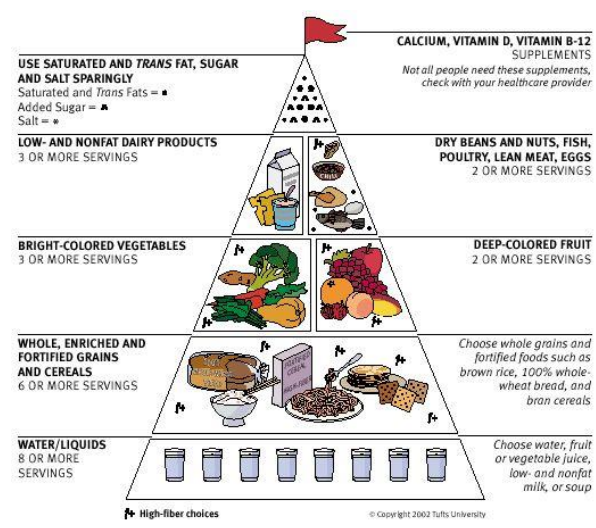 CALCIUM, VITAMIN D, VITAMIN B-12
SUPPLEMENTS
Not all people need these supplements,
check with your healthcare provider
USE SATURATED AND TRANS FAT, SUGAR
AND SALT SPARINGLY
Saturated and Trans Fats =
Added Sugar =
Salt =
LOW- AND NONFAT DAIRY PRODUCTS
3 OR MORE SERVINGS
DRY BEANS AND NUTS, FISH,
POULTRY, LEAN MEAT, EGGS
2 OR MORE SERVINGS
f+
CHILI
BRIGHT-COLORED VEGETABLES
3 OR MORE SERVINGS
DEEP-COLORED FRUIT
2 OR MORE SERVINGS
f+
f+
f+
f+
WHOLE, ENRICHED AND
FORTIFIED GRAINS
AND CEREALS
6 OR MORE SERVINGS
Choose whole grains and
fortified foods such as
brown rice, 100% whole-
wheat bread, and
bran cereals
f+
FORTIFIED
CEREAL
HIGH-FIBER
f+
f+
f+
WATER/LIQUIDS
8 OR MORE
SERVINGS
Choose water, fruit
or vegetable juice,
low- and nonfat
milk, or soup
f+ High-fiber choices
© Copyright 2002 Tufts University